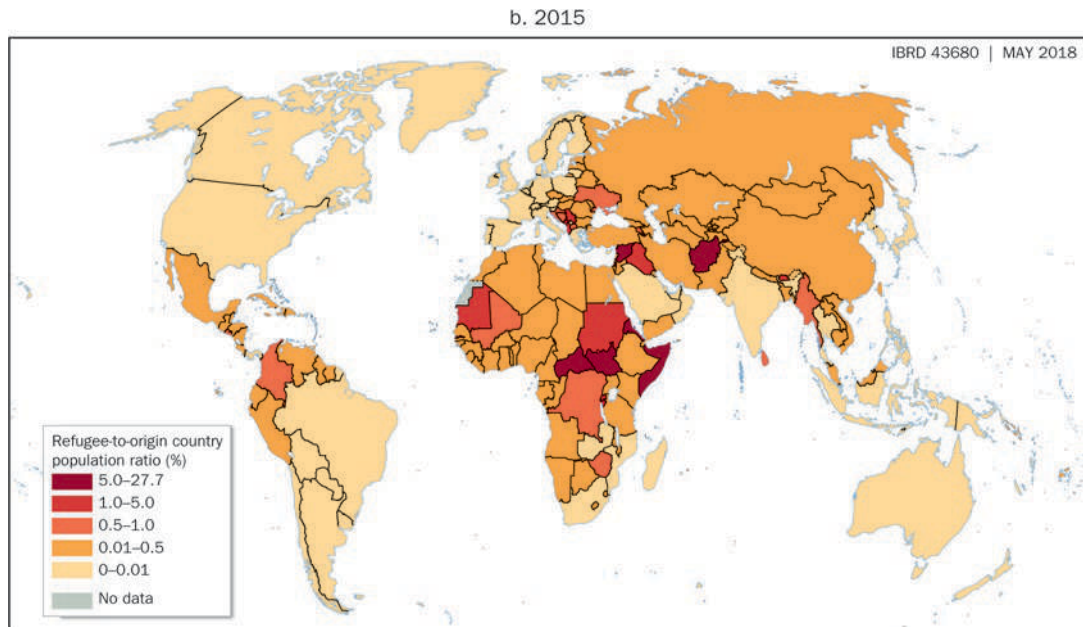 b. 2015
IBRD 43680 | MAY 2018
Refugee-to-origin country
population ratio (%)
5.0–27.7
1.0–5.0
0.5–1.0
0.01–0.5
0–0.01
No data